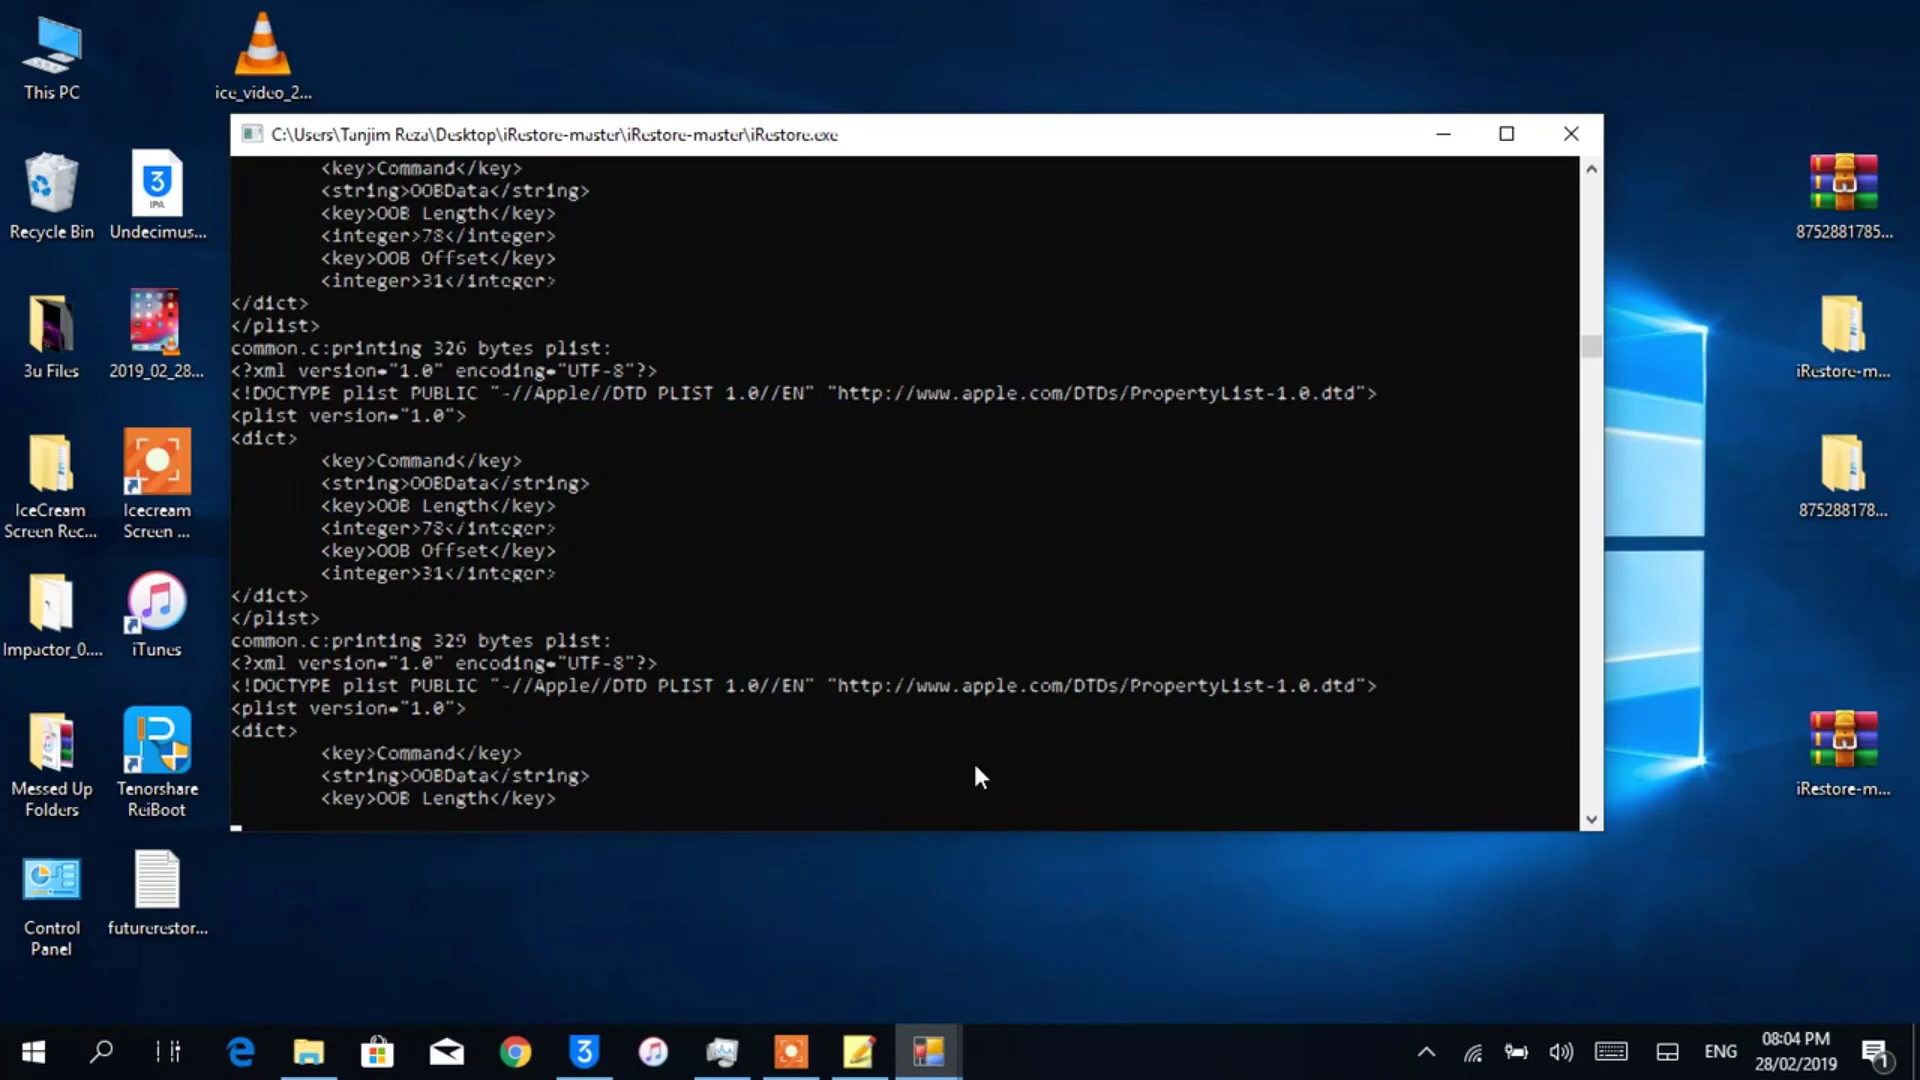 This PC
ice_video_2...
Recycle Bin
3
IPA
Undecimus...
3u Files
2019_02_28...
IceCream
Screen Rec...
Icecream
Screen ...
Impactor_0....
iTunes
Messed Up
Folders
Tenorshare
ReiBoot
Control
Panel
futurerestor...
C:\Users\Tanjim Reza\Desktop\iRestore-master\iRestore-master\iRestore.exe
<key>Command</key>
<string>OOBData</string>
<key>OOB Length</key>
<integer>78</integer>
<key>OOB Offset</key>
<integer>31</integer>
</dict>
</plist>
common.c:printing 326 bytes plist:
<?xml version="1.0" encoding="UTF-8"?>
<!DOCTYPE plist PUBLIC "-//Apple//DTD PLIST 1.0//EN" "http://www.apple.com/DTDs/PropertyList-1.0.dtd">
<plist version="1.0">
<dict>
<key>Command</key>
<string>OOBData</string>
<key>OOB Length</key>
<integer>78</integer>
<key>OOB Offset</key>
<integer>31</integer>
</dict>
</plist>
common.c:printing 329 bytes plist:
<?xml version="1.0" encoding="UTF-8"?>
<!DOCTYPE plist PUBLIC "-//Apple//DTD PLIST 1.0//EN" "http://www.apple.com/DTDs/PropertyList-1.0.dtd">
<plist version="1.0">
<dict>
<key>Command</key>
<string>OOBData</string>
<key>OOB Length</key>
8752881785...
iRestore-m...
875288178...
iRestore-m...
3
ENG
08:04 PM
28/02/2019
1